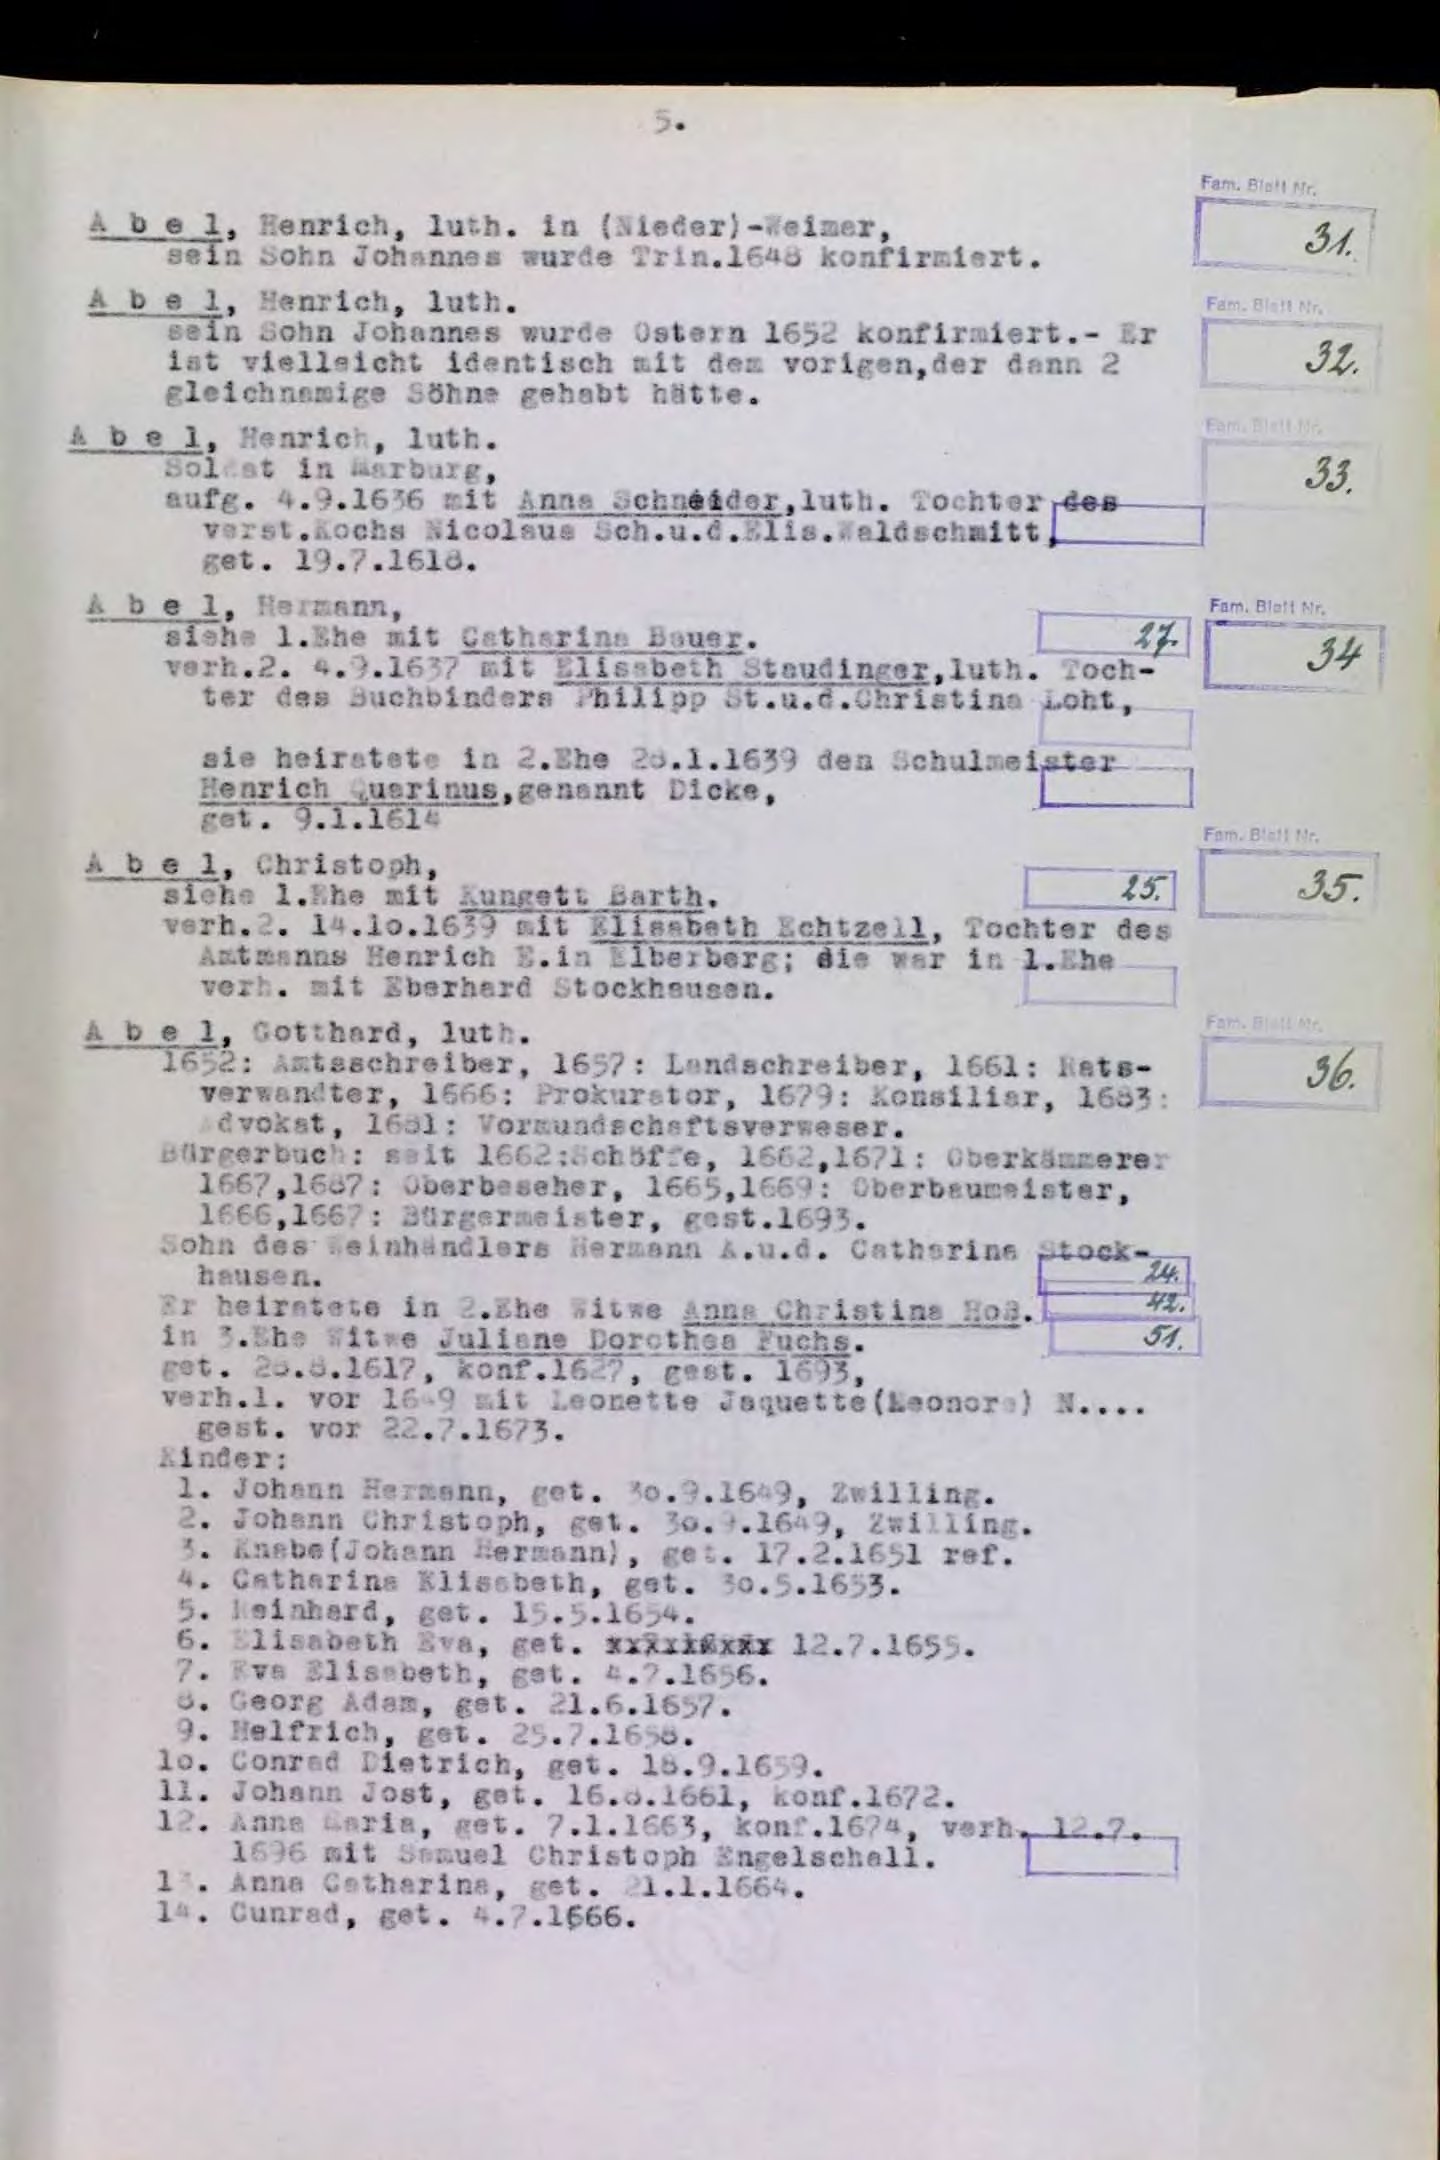 5.
Fam. Blatt Nr.
A b e l, Henrich, luth. in (Nieder)-Weimar,
31.
sein Sohn Johannes wurde Trin.1648 konfirmiert.
A b e l, Henrich, luth.
Fam. Blatt Nr.
sein Sohn Johannes wurde Ostern 1652 konfirmiert.- Er
32.
ist vielleicht identisch mit dem vorigen,der dann 2
gleichnamige Söhne gehabt hätte.
Fam. Blatt Nr.
A b e l, Henrich, luth.
Soldat in Marburg,
33.
aufg. 4.9.1636 mit Anna Schneider,luth. Tochter des
verst.Kochs Nicolaus Sch.u.d.Elis.Waldschmitt,
get. 19.7.1618.
A b e l, Hermann,
Fam. Blatt Nr.
siehe 1.Ehe mit Catharina Bauer.
27.
34
verh.2. 4.9.1637 mit Elisabeth Staudinger,luth. Toch-
ter des Buchbinders Philipp St.u.d.Christina Loht,
sie heiratete in 2.Ehe 28.1.1639 den Schulmeister
Henrich Quarinus,genannt Dicke,
get. 9.1.1614
Fam. Blatt Nr.
A b e l, Christoph,
siehe 1.Ehe mit Kungett Barth.
25.
35.
verh.2. 14.1o.1639 mit Elisabeth Echtzell, Tochter des
Amtmanns Henrich E.in Elberberg; die war in 1.Ehe
verh. mit Eberhard Stockhausen.
Fam. Blatt Nr.
A b e l, Gotthard, luth.
1652: Amtsschreiber, 1657: Landschreiber, 1661: Rats-
36.
verwandter, 1666: Prokurator, 1679: Konsiliar, 1683:
Advokat, 1681: Vormundschaftsverweser.
Bürgerbuch: seit 1662:Schöffe, 1662,1671: Oberkämmerer
1667,1687: Oberbeseher, 1665,1669: Oberbaumeister,
1666,1667: Bürgermeister, gest.1693.
Sohn des Weinhändlers Hermann A.u.d. Catharina Stock-
hausen.
24.
Er heiratete in 2.Ehe Witwe Anna Christina Hoß.
42.
in 3.Ehe Witwe Juliane Dorothea Fuchs.
51.
get. 28.8.1617, konf.1627, gest. 1693,
verh.1. vor 1649 mit Leonette Jaquette(Leonora) N....
gest. vor 22.7.1673.
Kinder:
1. Johann Hermann, get. 3o.9.1649, Zwilling.
2. Johann Christoph, get. 3o.9.1649, Zwilling.
3. Knabe(Johann Hermann), get. 17.2.1651 ref.
4. Catharina Elisabeth, get. 3o.5.1653.
5. Reinhard, get. 15.5.1654.
6. Elisabeth Eva, get. 12.7.1655.
7. Eva Elisabeth, get. 4.7.1656.
8. Georg Adam, get. 21.6.1657.
9. Helfrich, get. 25.7.1658.
1o. Conrad Dietrich, get. 18.9.1659.
11. Johann Jost, get. 16.8.1661, konf.1672.
12. Anna Maria, get. 7.1.1663, konf.1674, verh. 12.7.
1696 mit Samuel Christoph Engelschall.
13. Anna Catharina, get. 21.1.1664.
14. Cunrad, get. 4.7.1666.